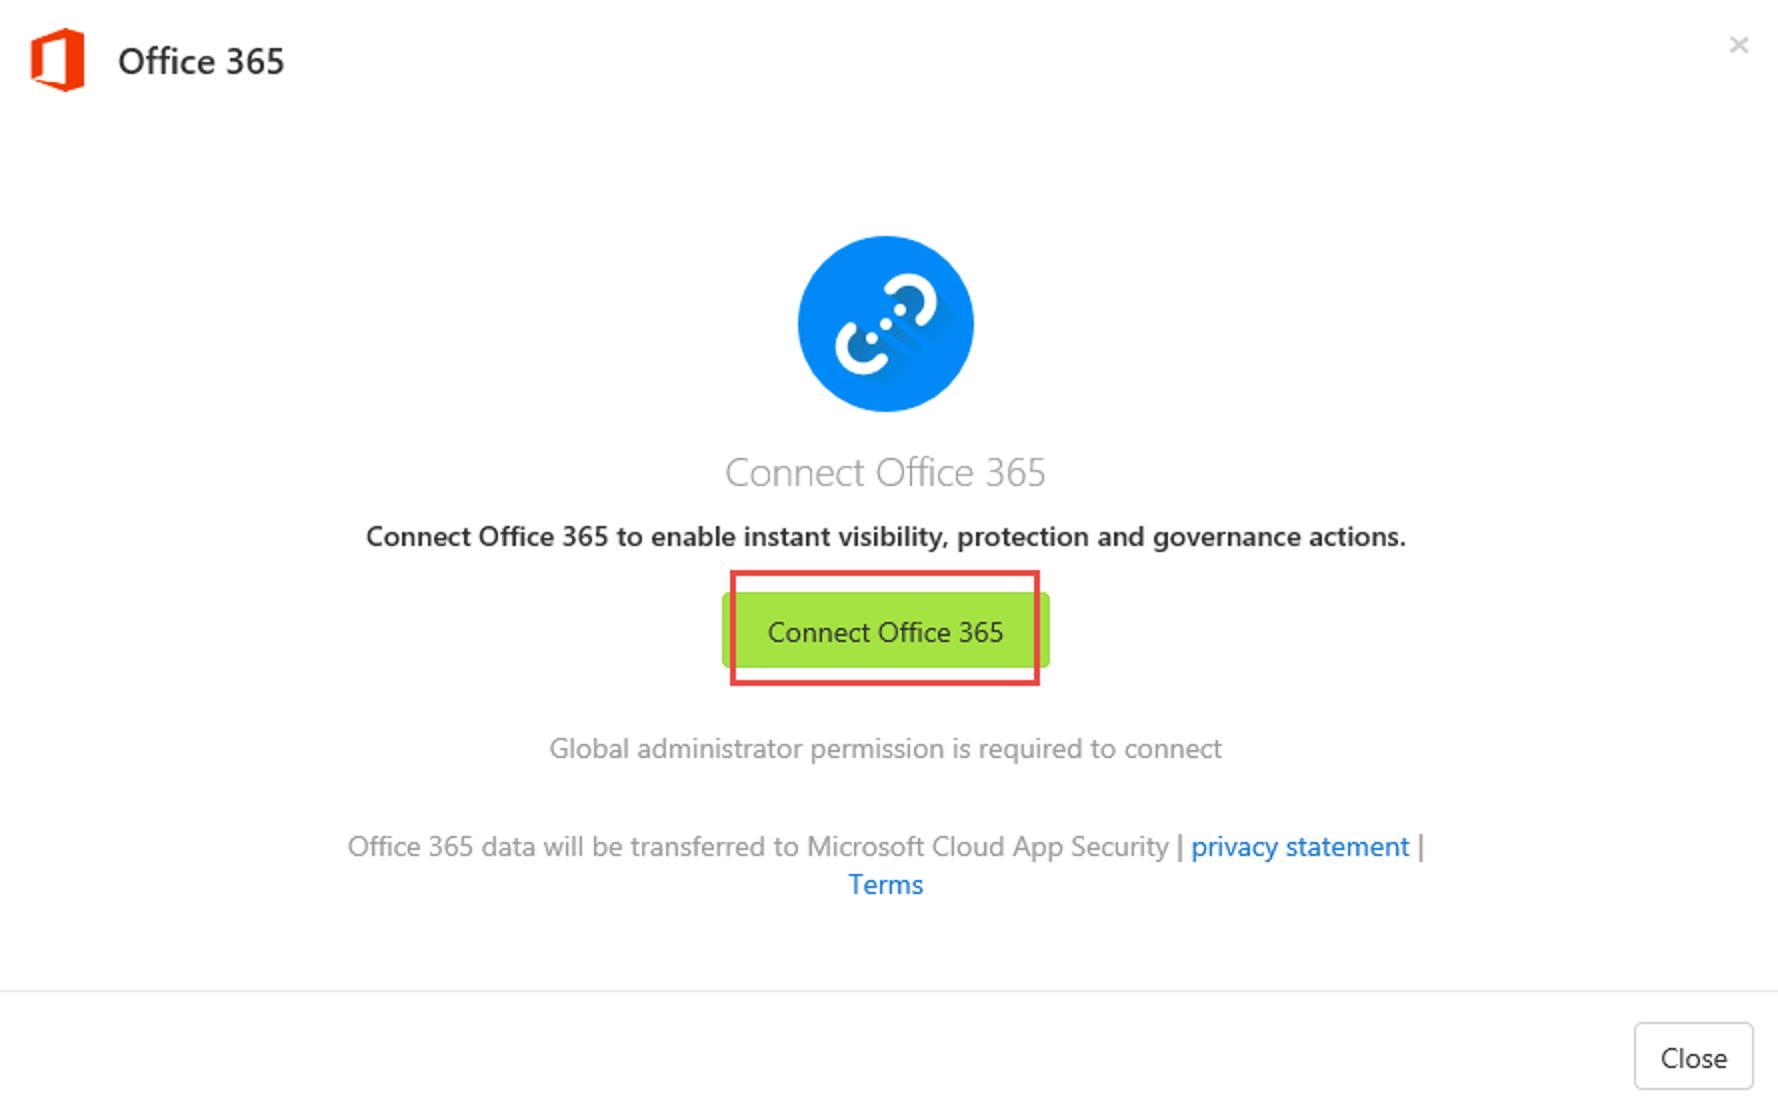 Office 365
×
Connect Office 365
Connect Office 365 to enable instant visibility, protection and governance actions.
Connect Office 365
Global administrator permission is required to connect
Office 365 data will be transferred to Microsoft Cloud App Security | privacy statement |
Terms
Close